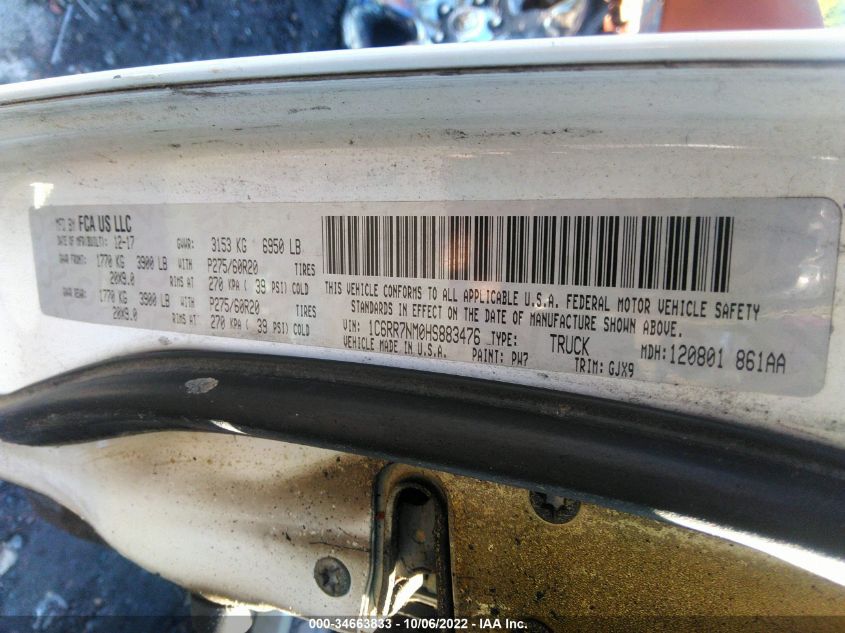 MFD BY FCA US LLC
DATE OF MFR(BUILT): 12-17 GVWR: 3153 KG 6950 LB
GAWR FRONT: 1770 KG 3900 LB WITH P275/60R20 TIRES
20X9.0 RIMS AT 270 KPA ( 39 PSI) COLD
GAWR REAR: 1770 KG 3900 LB WITH P275/60R20 TIRES
20X9.0 RIMS AT 270 KPA ( 39 PSI) COLD
THIS VEHICLE CONFORMS TO ALL APPLICABLE U.S.A. FEDERAL MOTOR VEHICLE SAFETY
STANDARDS IN EFFECT ON THE DATE OF MANUFACTURE SHOWN ABOVE.
VIN: 1C6RR7NM0HS883476 TYPE: TRUCK MDH: 120801 861AA
VEHICLE MADE IN U.S.A. PAINT: PW7 TRIM: GJX9
000-34663833 - 10/06/2022 - IAA Inc.